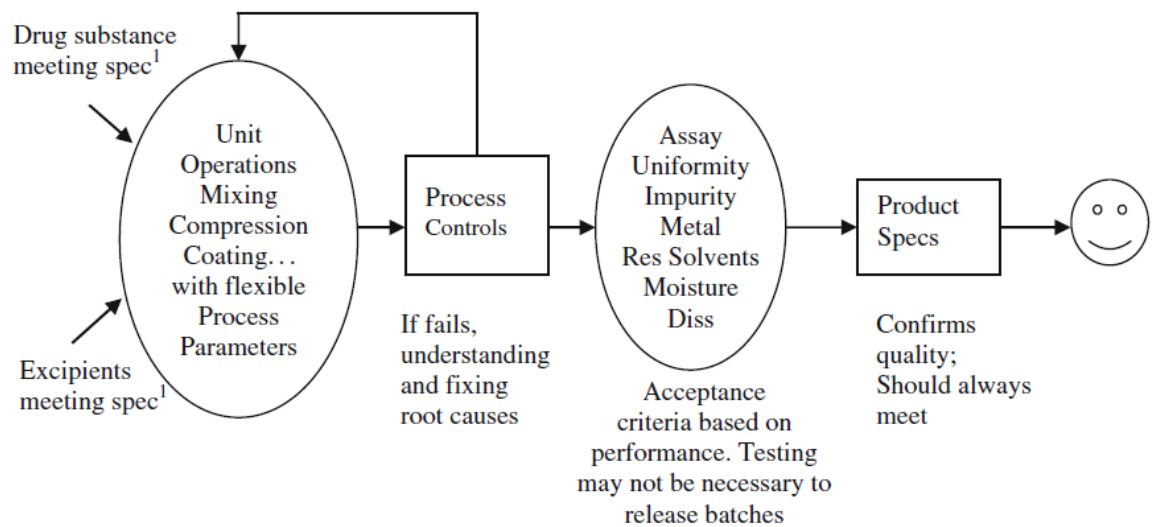 Drug substance
meeting spec1
Excipients
meeting spec1
Unit
Operations
Mixing
Compression
Coating...
with flexible
Process
Parameters
Process
Controls
If fails,
understanding
and fixing
root causes
Assay
Uniformity
Impurity
Metal
Res Solvents
Moisture
Diss
Acceptance
criteria based on
performance. Testing
may not be necessary to
release batches
Product
Specs
Confirms
quality;
Should always
meet